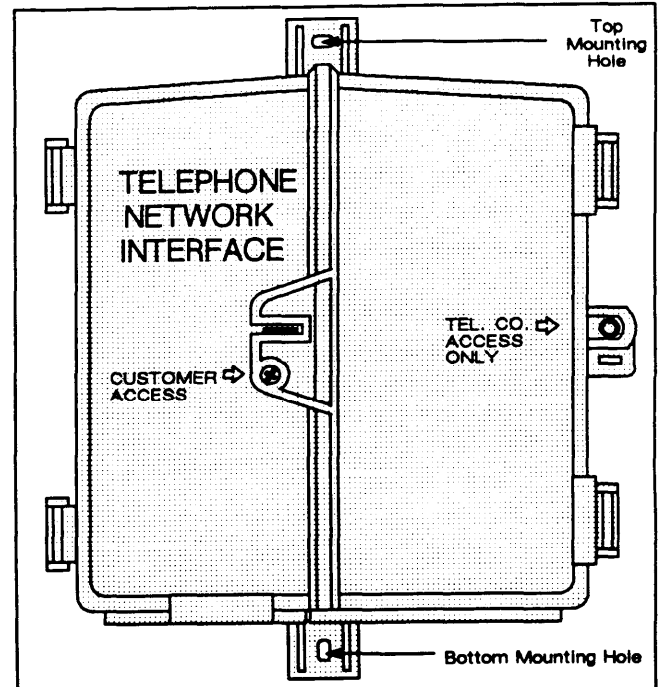 Top
Mounting
Hole
TELEPHONE
NETWORK
INTERFACE
TEL. CO.
ACCESS
ONLY
CUSTOMER
ACCESS
Bottom Mounting Hole